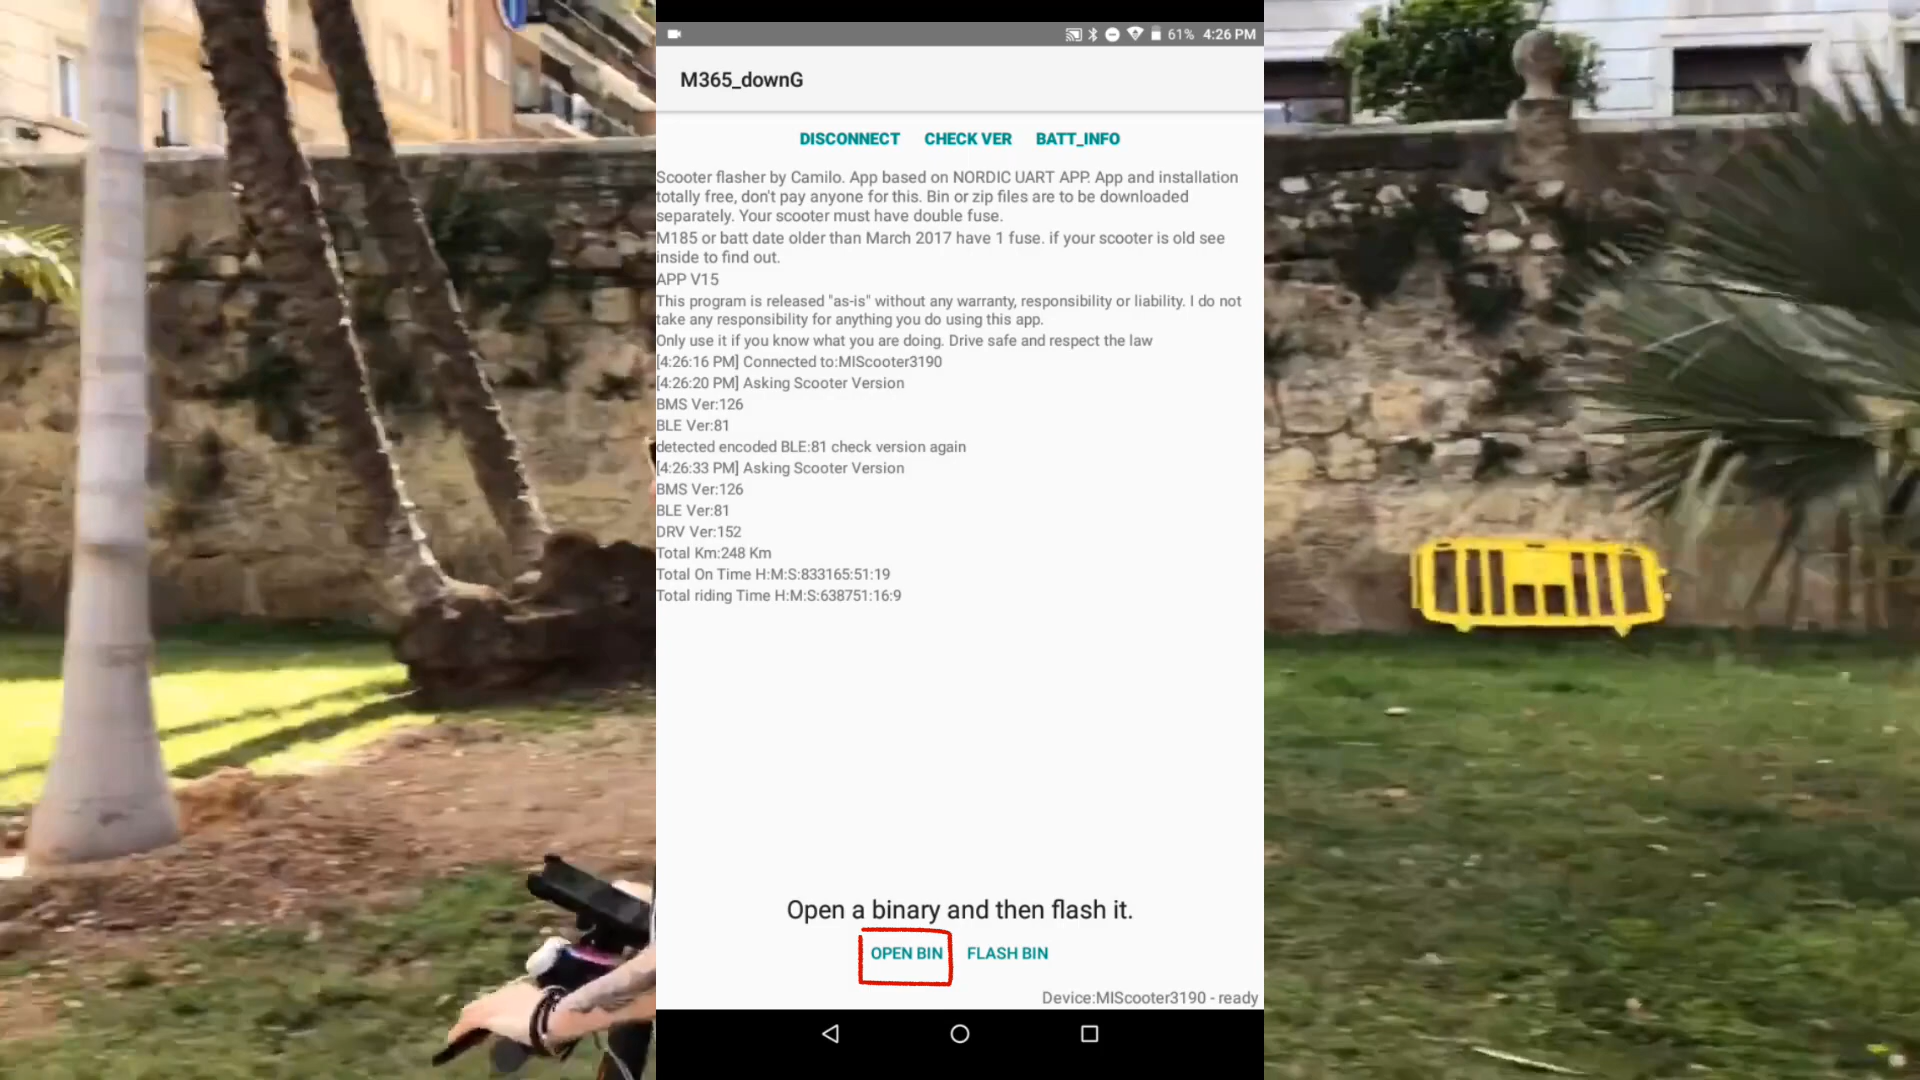 61% 4:26 PM
M365_downG
DISCONNECT CHECK VER BATT_INFO
Scooter flasher by Camilo. App based on NORDIC UART APP. App and installation
totally free, don't pay anyone for this. Bin or zip files are to be downloaded
separately. Your scooter must have double fuse.
M185 or batt date older than March 2017 have 1 fuse. if your scooter is old see
inside to find out.
APP V15
This program is released "as-is" without any warranty, responsibility or liability. I do not
take any responsibility for anything you do using this app.
Only use it if you know what you are doing. Drive safe and respect the law
[4:26:16 PM] Connected to:MIScooter3190
[4:26:20 PM] Asking Scooter Version
BMS Ver:126
BLE Ver:81
detected encoded BLE:81 check version again
[4:26:33 PM] Asking Scooter Version
BMS Ver:126
BLE Ver:81
DRV Ver:152
Total Km:248 Km
Total On Time H:M:S:833165:51:19
Total riding Time H:M:S:638751:16:9
Open a binary and then flash it.
OPEN BIN FLASH BIN
Device:MIScooter3190 - ready